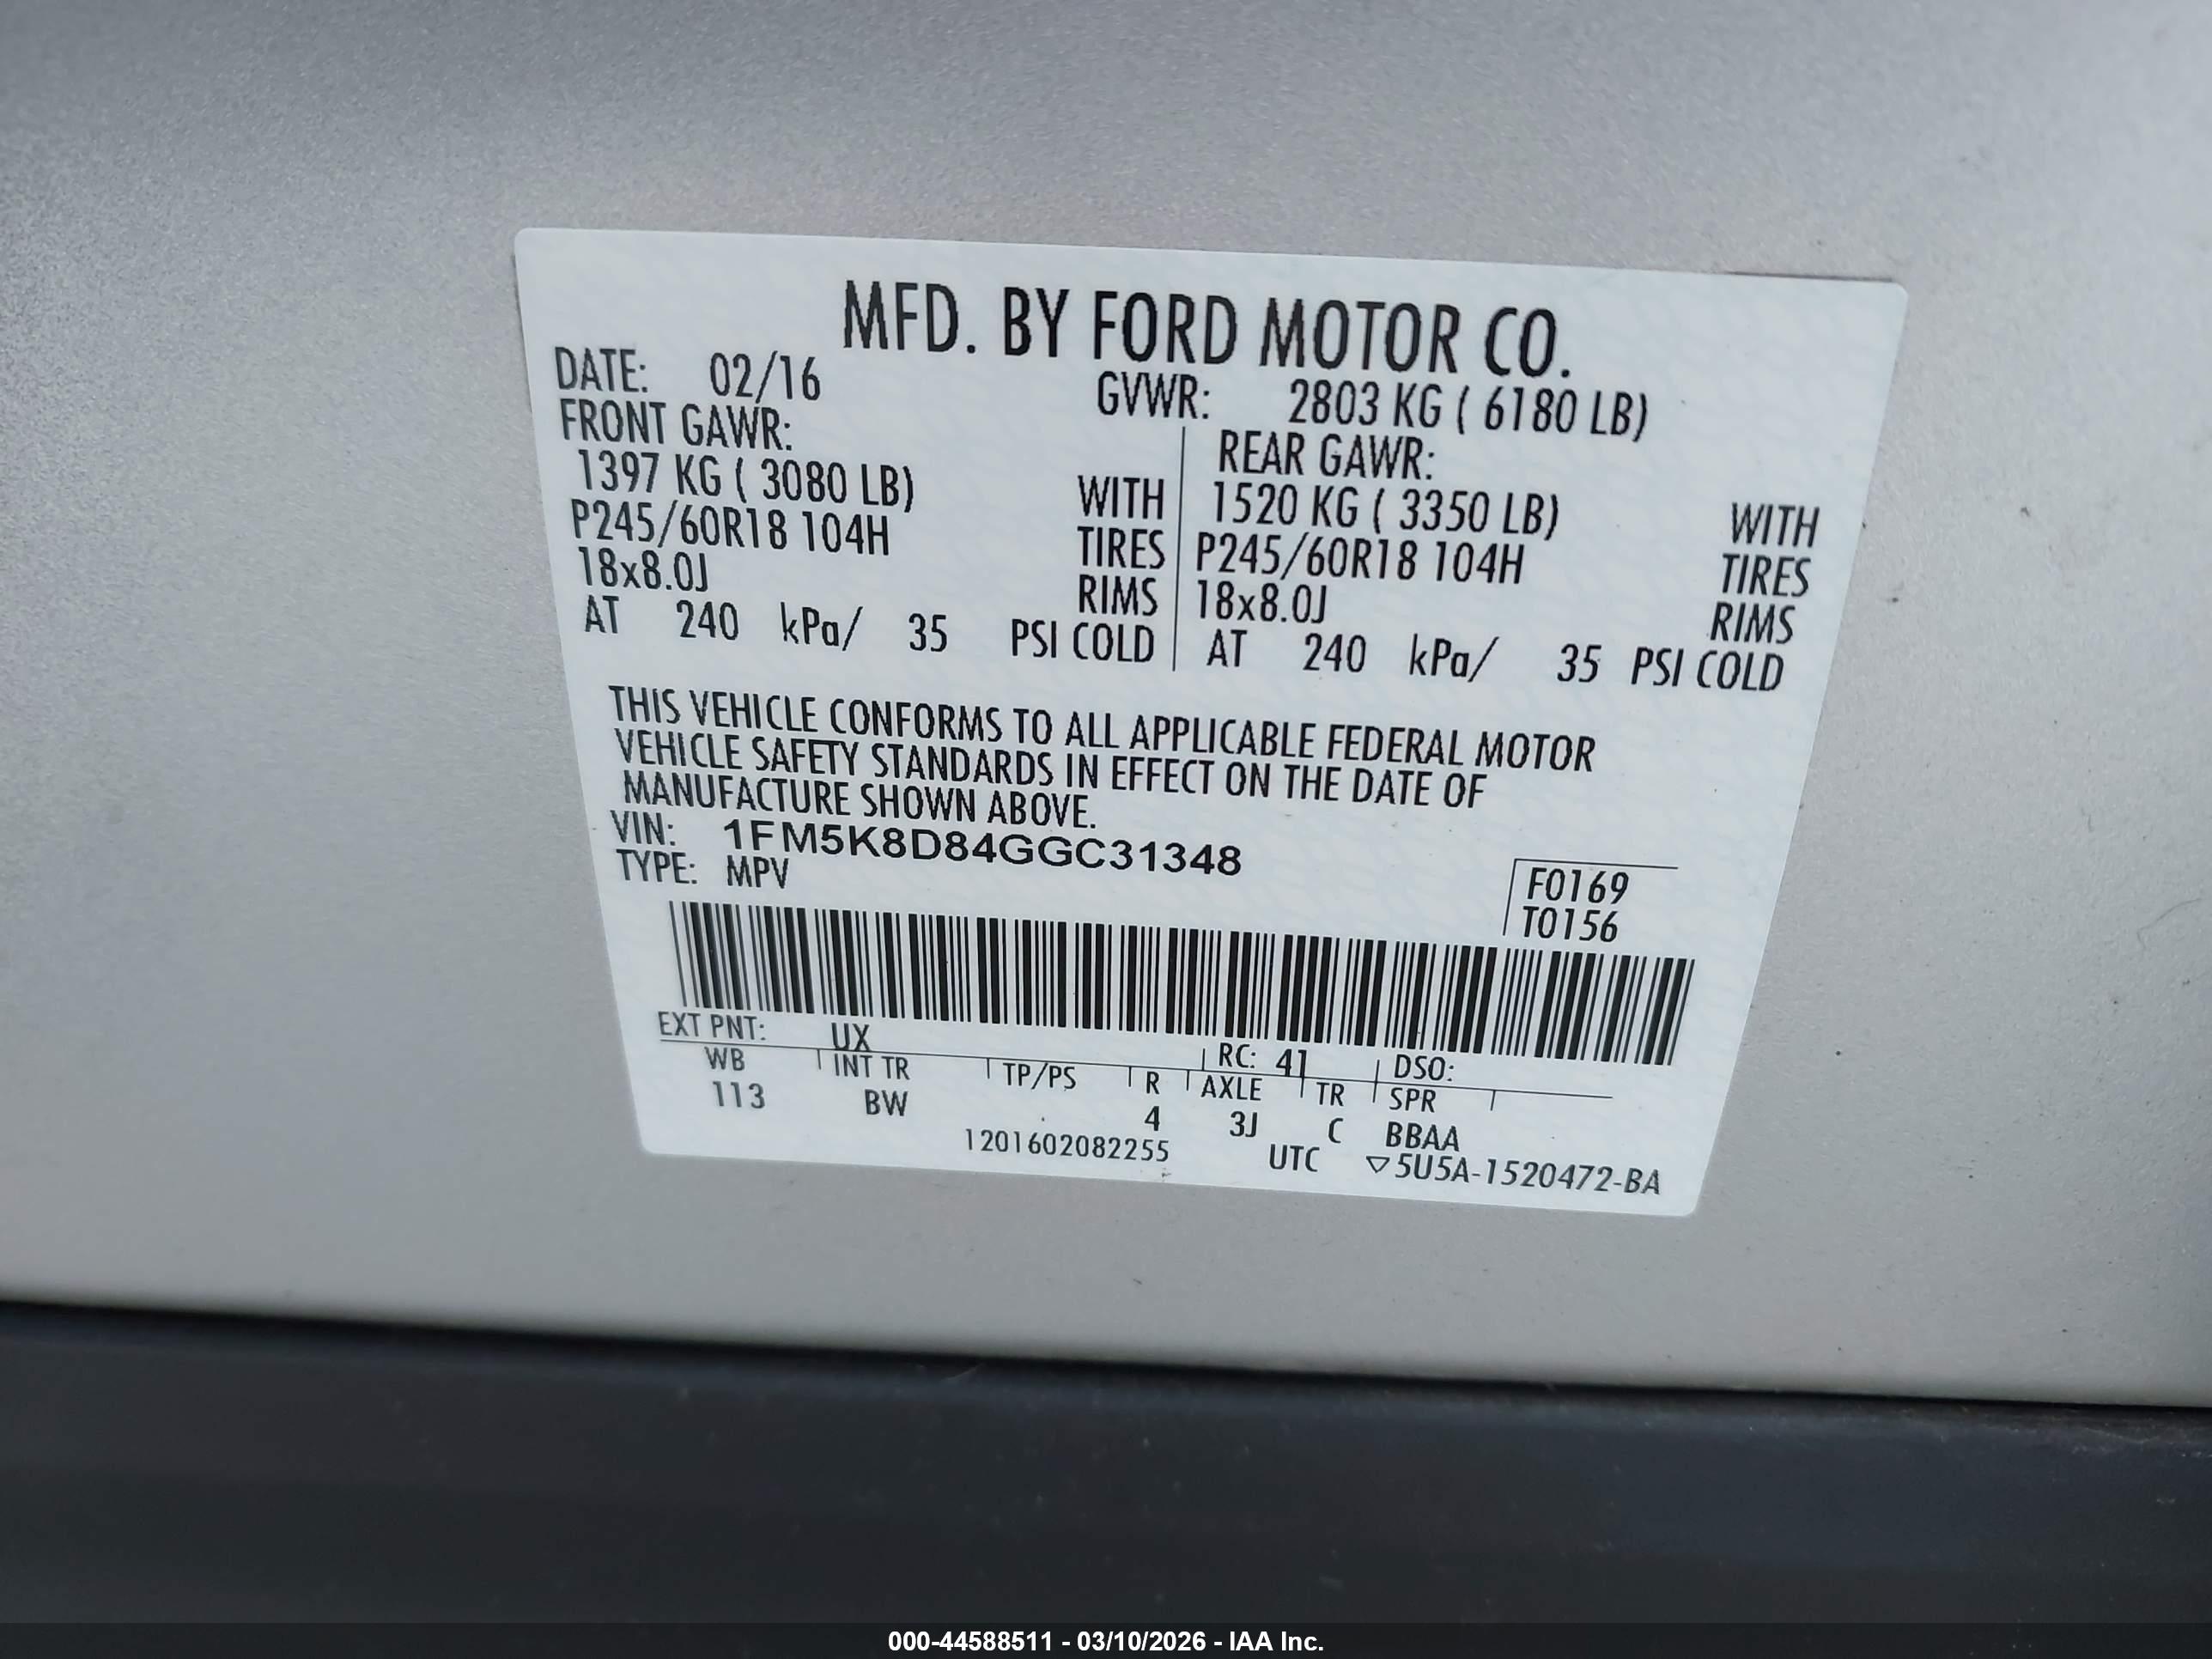 MFD. BY FORD MOTOR CO.
DATE: 02/16 GVWR: 2803 KG ( 6180 LB)
FRONT GAWR: REAR GAWR:
1397 KG ( 3080 LB) WITH 1520 KG ( 3350 LB) WITH
P245/60R18 104H TIRES P245/60R18 104H TIRES
18x8.0J RIMS 18x8.0J RIMS
AT 240 kPa/ 35 PSI COLD AT 240 kPa/ 35 PSI COLD
THIS VEHICLE CONFORMS TO ALL APPLICABLE FEDERAL MOTOR
VEHICLE SAFETY STANDARDS IN EFFECT ON THE DATE OF
MANUFACTURE SHOWN ABOVE.
VIN: 1FM5K8D84GGC31348
TYPE: MPV F0169
T0156
EXT PNT: UX RC: 41 DSO:
WB INT TR TP/PS R AXLE TR SPR
113 BW 4 3J C BBAA
1201602082255 UTC ▽5U5A-1520472-BA
000-44588511 - 03/10/2026 - IAA Inc.